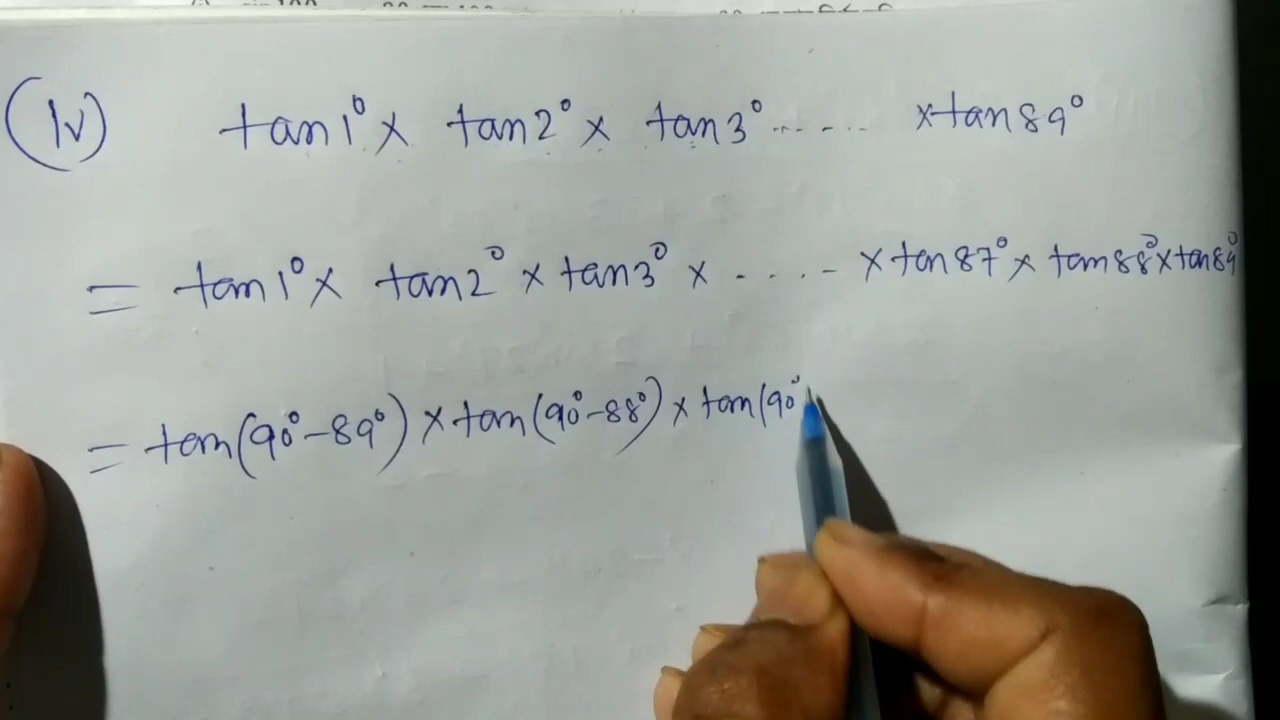 (iv) tan1° × tan2° × tan3° ...... ×tan89°
= tan1° × tan2° × tan3° × ..... × tan87° × tan88° × tan89°
= tan(90°-89°) × tan(90°-88°) × tan(90°